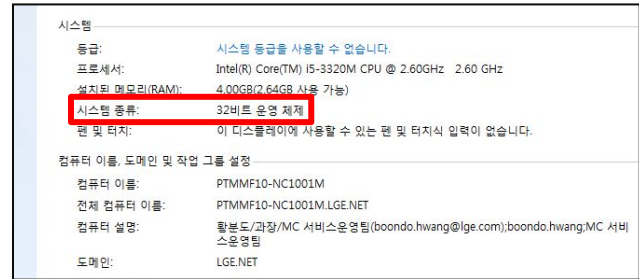 시스템
등급: 시스템 등급을 사용할 수 없습니다.
프로세서: Intel(R) Core(TM) i5-3320M CPU @ 2.60GHz 2.60 GHz
설치된 메모리(RAM): 4.00GB(2.64GB 사용 가능)
시스템 종류: 32비트 운영 체제
펜 및 터치: 이 디스플레이에 사용할 수 있는 펜 및 터치식 입력이 없습니다.
컴퓨터 이름, 도메인 및 작업 그룹 설정
컴퓨터 이름: PTMMF10-NC1001M
전체 컴퓨터 이름: PTMMF10-NC1001M.LGE.NET
컴퓨터 설명: 황분도/과장/MC 서비스운영팀(boondo.hwang@lge.com);boondo.hwang;MC 서비
스운영팀
도메인: LGE.NET